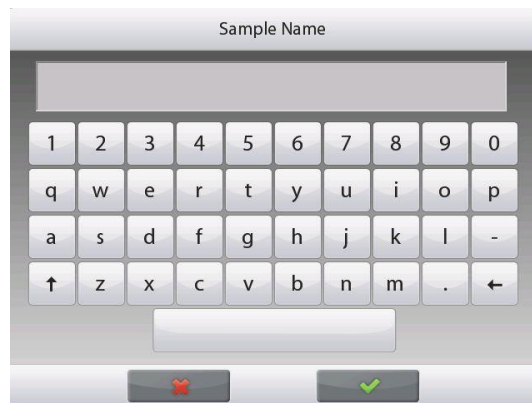 Sample Name
1 2 3 4 5 6 7 8 9 0
q w e r t y u i o p
a s d f g h j k l -
↑ z x c v b n m . ←